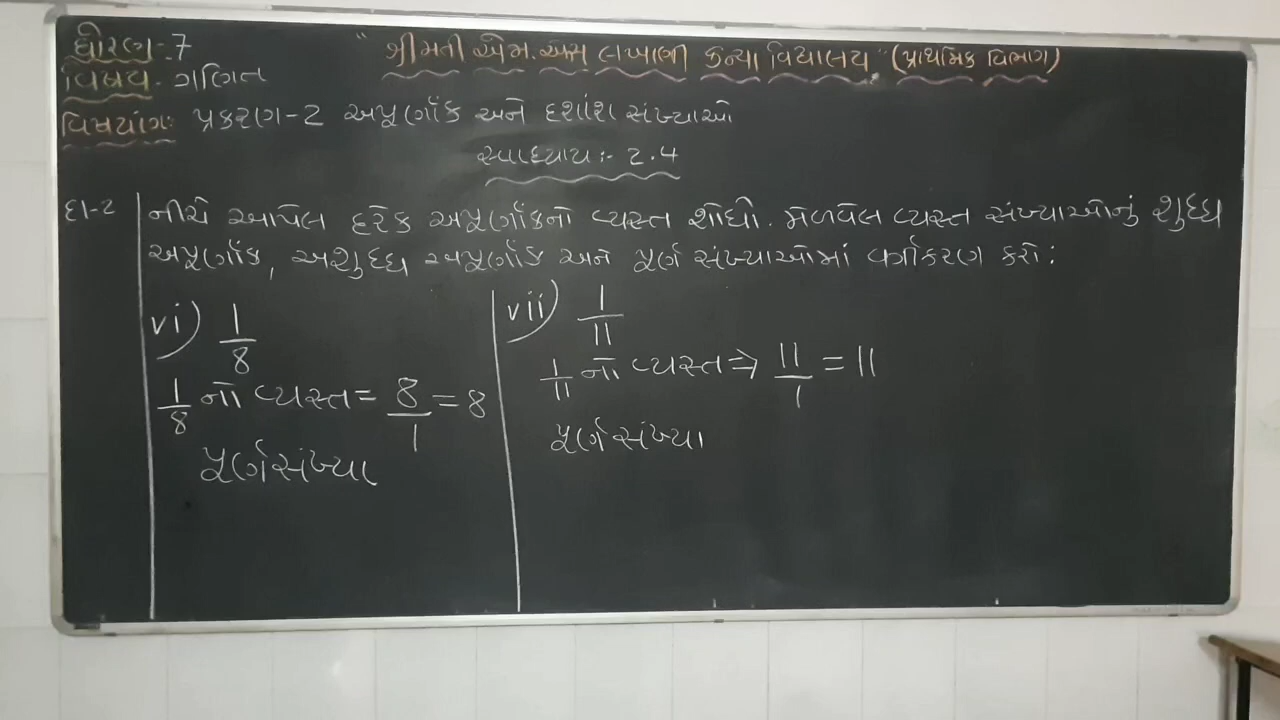 ધોરણ-7
"શ્રીમતી એમ.એસ લખાણી કન્યા વિદ્યાલય" (પ્રાથમિક વિભાગ)
વિષય- ગણિત
વિષયાંગ: પ્રકરણ-2 અપૂર્ણાંક અને દશાંશ સંખ્યાઓ
સ્વાધ્યાય:- 2.4
દા-2 નીચે આપેલ દરેક અપૂર્ણાંકનો વ્યસ્ત શોધો. મેળવેલ વ્યસ્ત સંખ્યાઓનું શુદ્ધ
અપૂર્ણાંક, અશુદ્ધ અપૂર્ણાંક અને પૂર્ણ સંખ્યાઓમાં વર્ગીકરણ કરો:
vi) 1/8
1/8 નો વ્યસ્ત = 8/1 = 8
પૂર્ણસંખ્યા
vii) 1/11
1/11 નો વ્યસ્ત ⇒ 11/1 = 11
પૂર્ણસંખ્યા